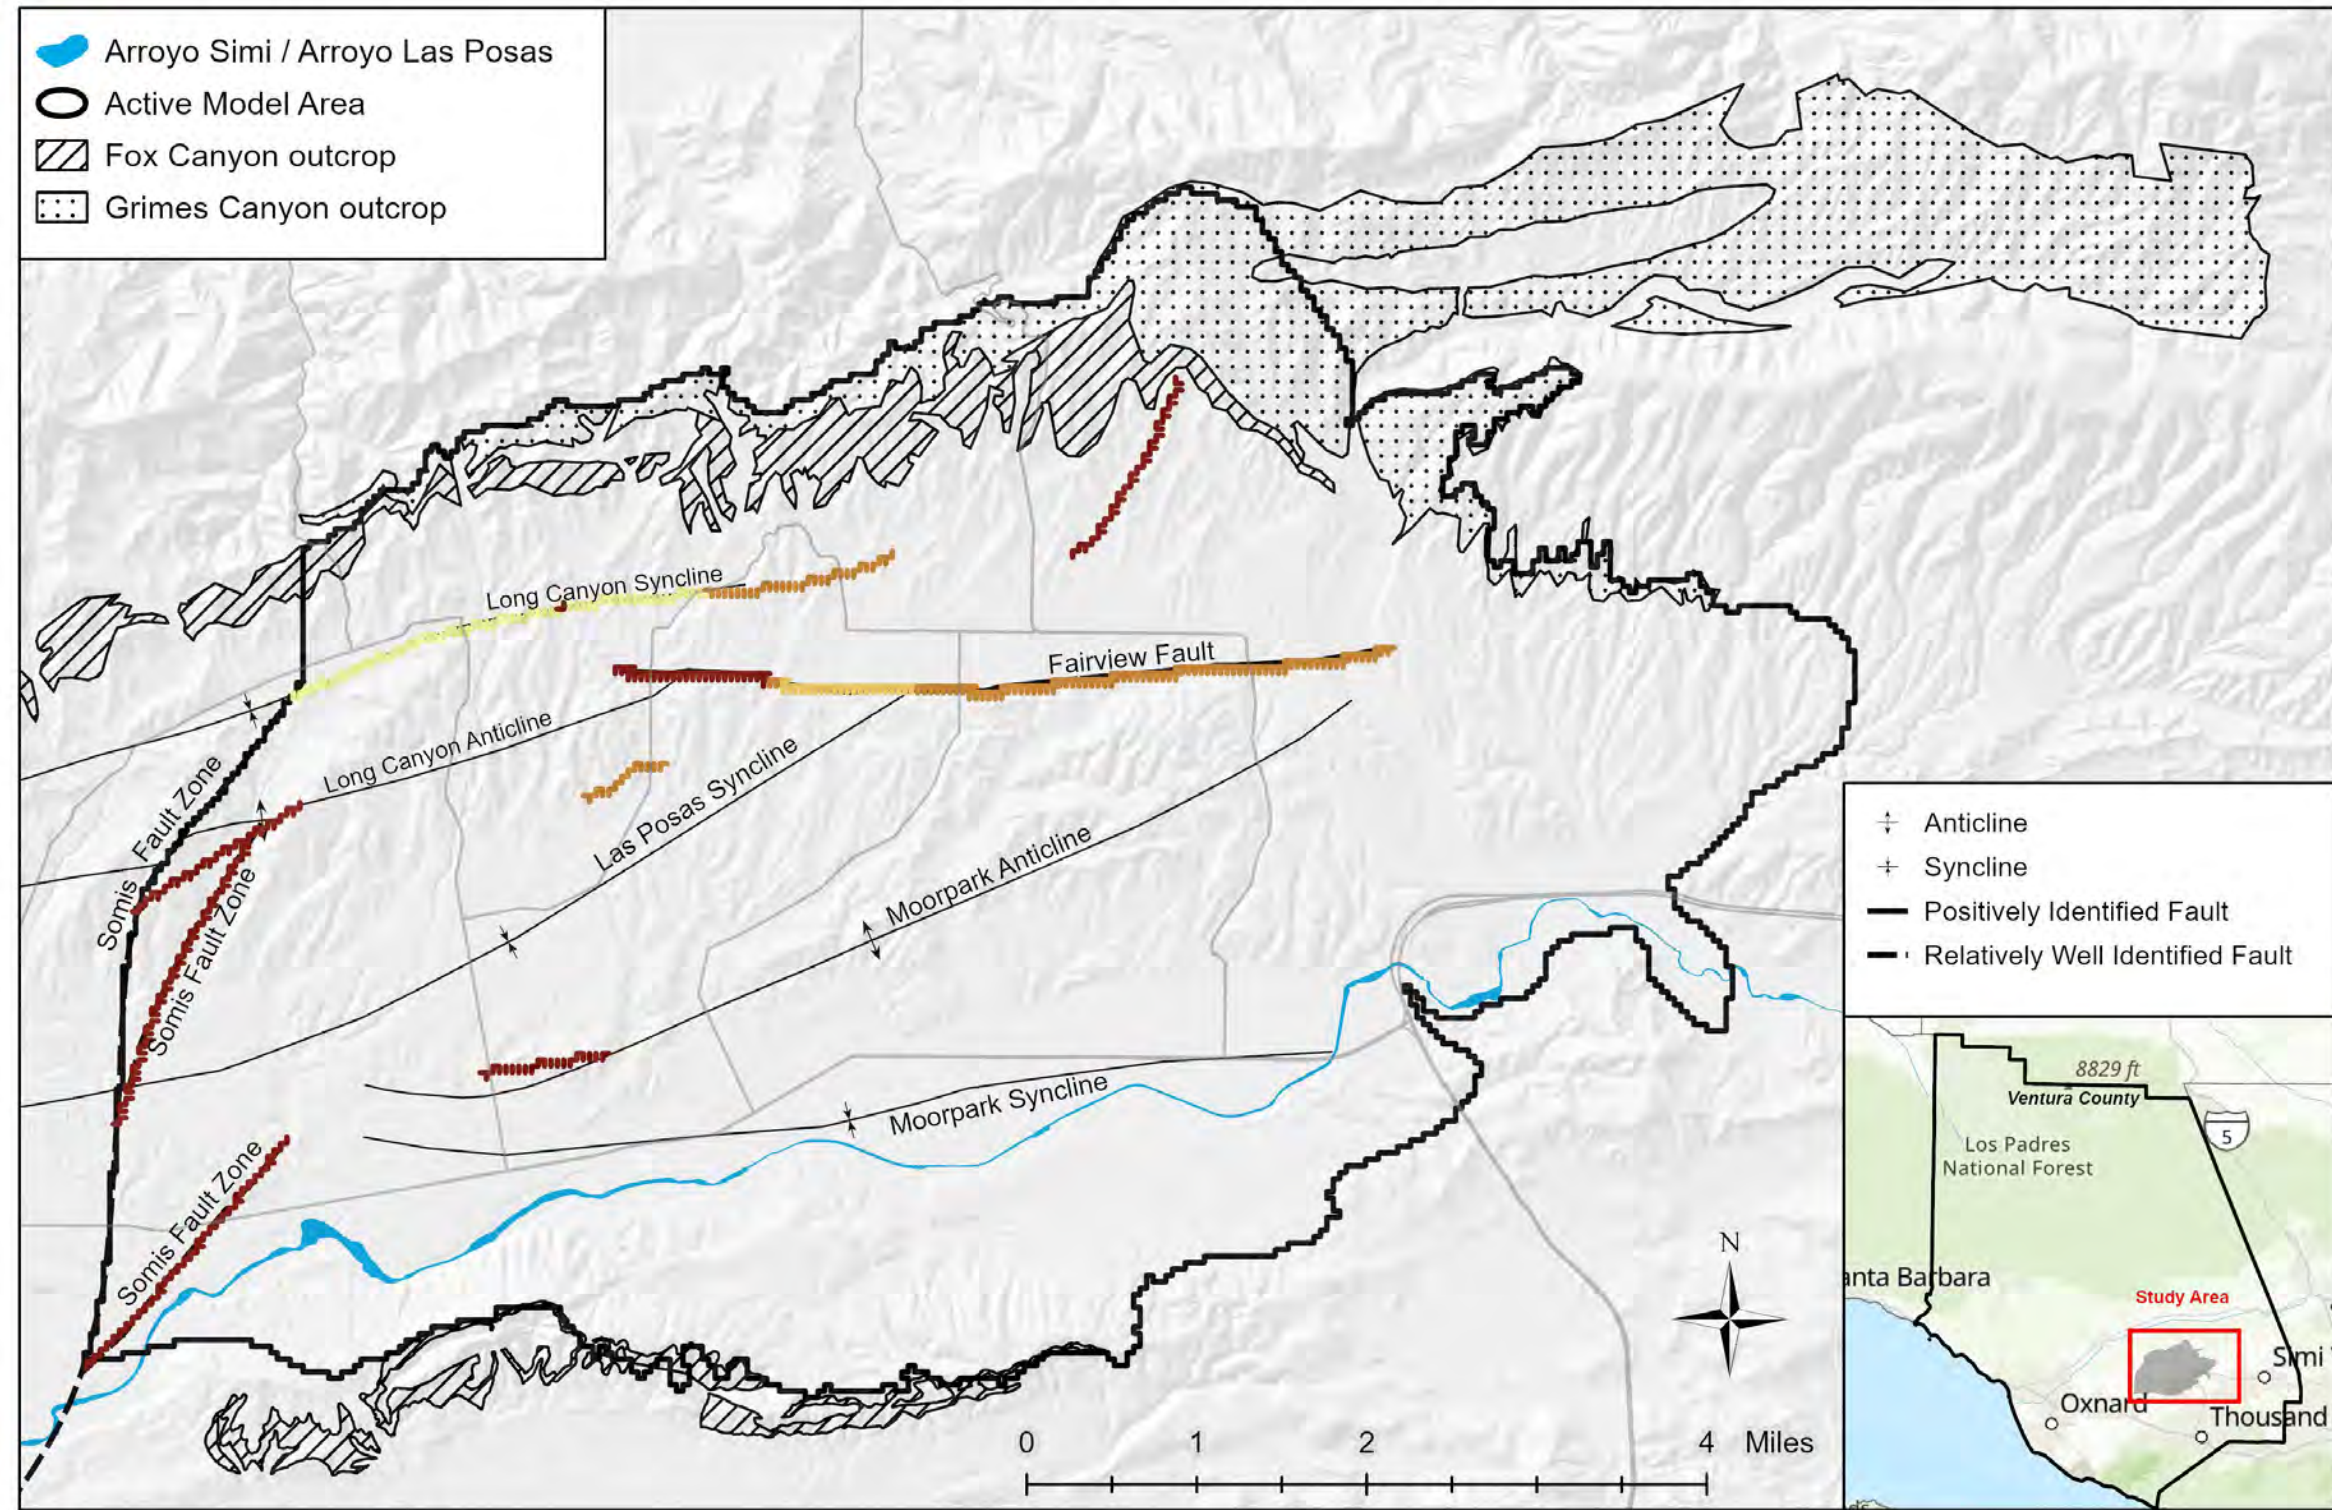 Arroyo Simi / Arroyo Las Posas
Active Model Area
Fox Canyon outcrop
Grimes Canyon outcrop
Long Canyon Syncline
Fairview Fault
Long Canyon Anticline
Somis Fault Zone
Las Posas Syncline
Moorpark Anticline
Somis Fault Zone
Moorpark Syncline
Somis Fault Zone
Anticline
Syncline
Positively Identified Fault
Relatively Well Identified Fault
N
0 1 2 4 Miles
8829 ft
Ventura County
5
Los Padres
National Forest
anta Barbara
Study Area
Simi
Oxnard
Thousand